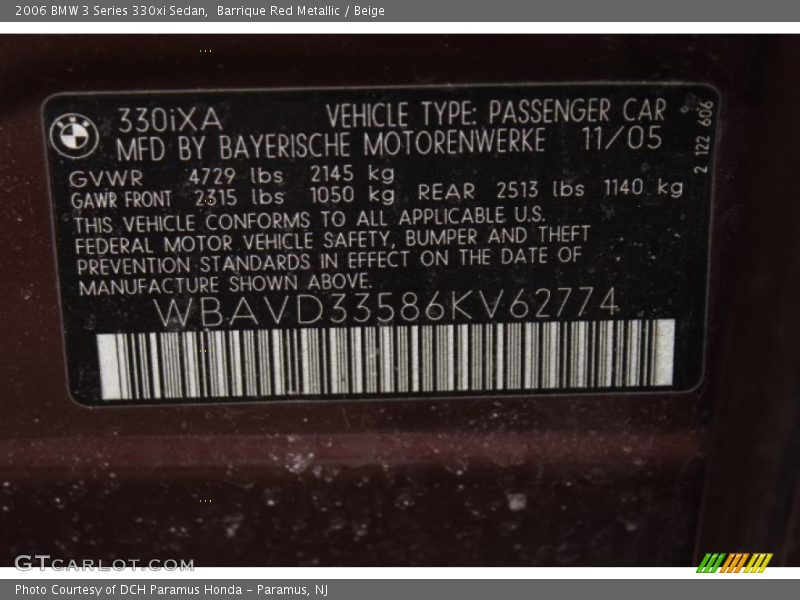 2006 BMW 3 Series 330xi Sedan,  Barrique Red Metallic / Beige
330iXA VEHICLE TYPE: PASSENGER CAR
MFD BY BAYERISCHE MOTORENWERKE 11/05
GVWR 4729 lbs 2145 kg
GAWR FRONT 2315 lbs 1050 kg REAR 2513 lbs 1140 kg
THIS VEHICLE CONFORMS TO ALL APPLICABLE U.S.
FEDERAL MOTOR VEHICLE SAFETY, BUMPER AND THEFT
PREVENTION STANDARDS IN EFFECT ON THE DATE OF
MANUFACTURE SHOWN ABOVE.
WBAVD33586KV62774
2 122 606
BMW
GTCARLOT.COM
Photo Courtesy of DCH Paramus Honda - Paramus, NJ